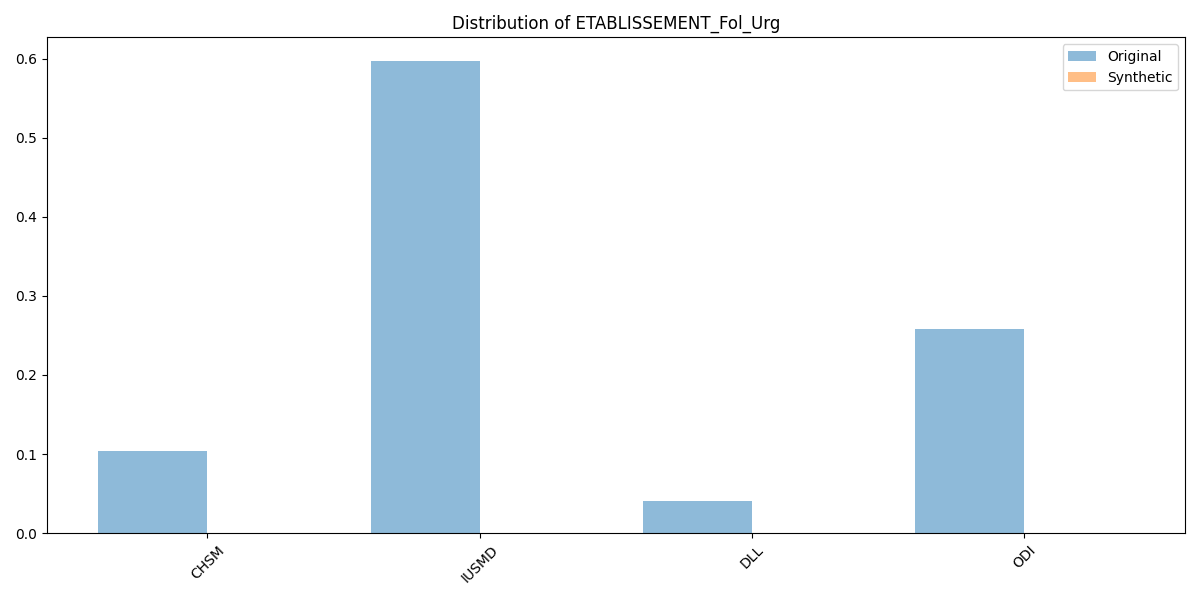 Distribution of ETABLISSEMENT_Fol_Urg
Original
Synthetic
0.6
0.5
0.4
0.3
0.2
0.1
0.0
CHSM
IUSMD
DLL
ODI